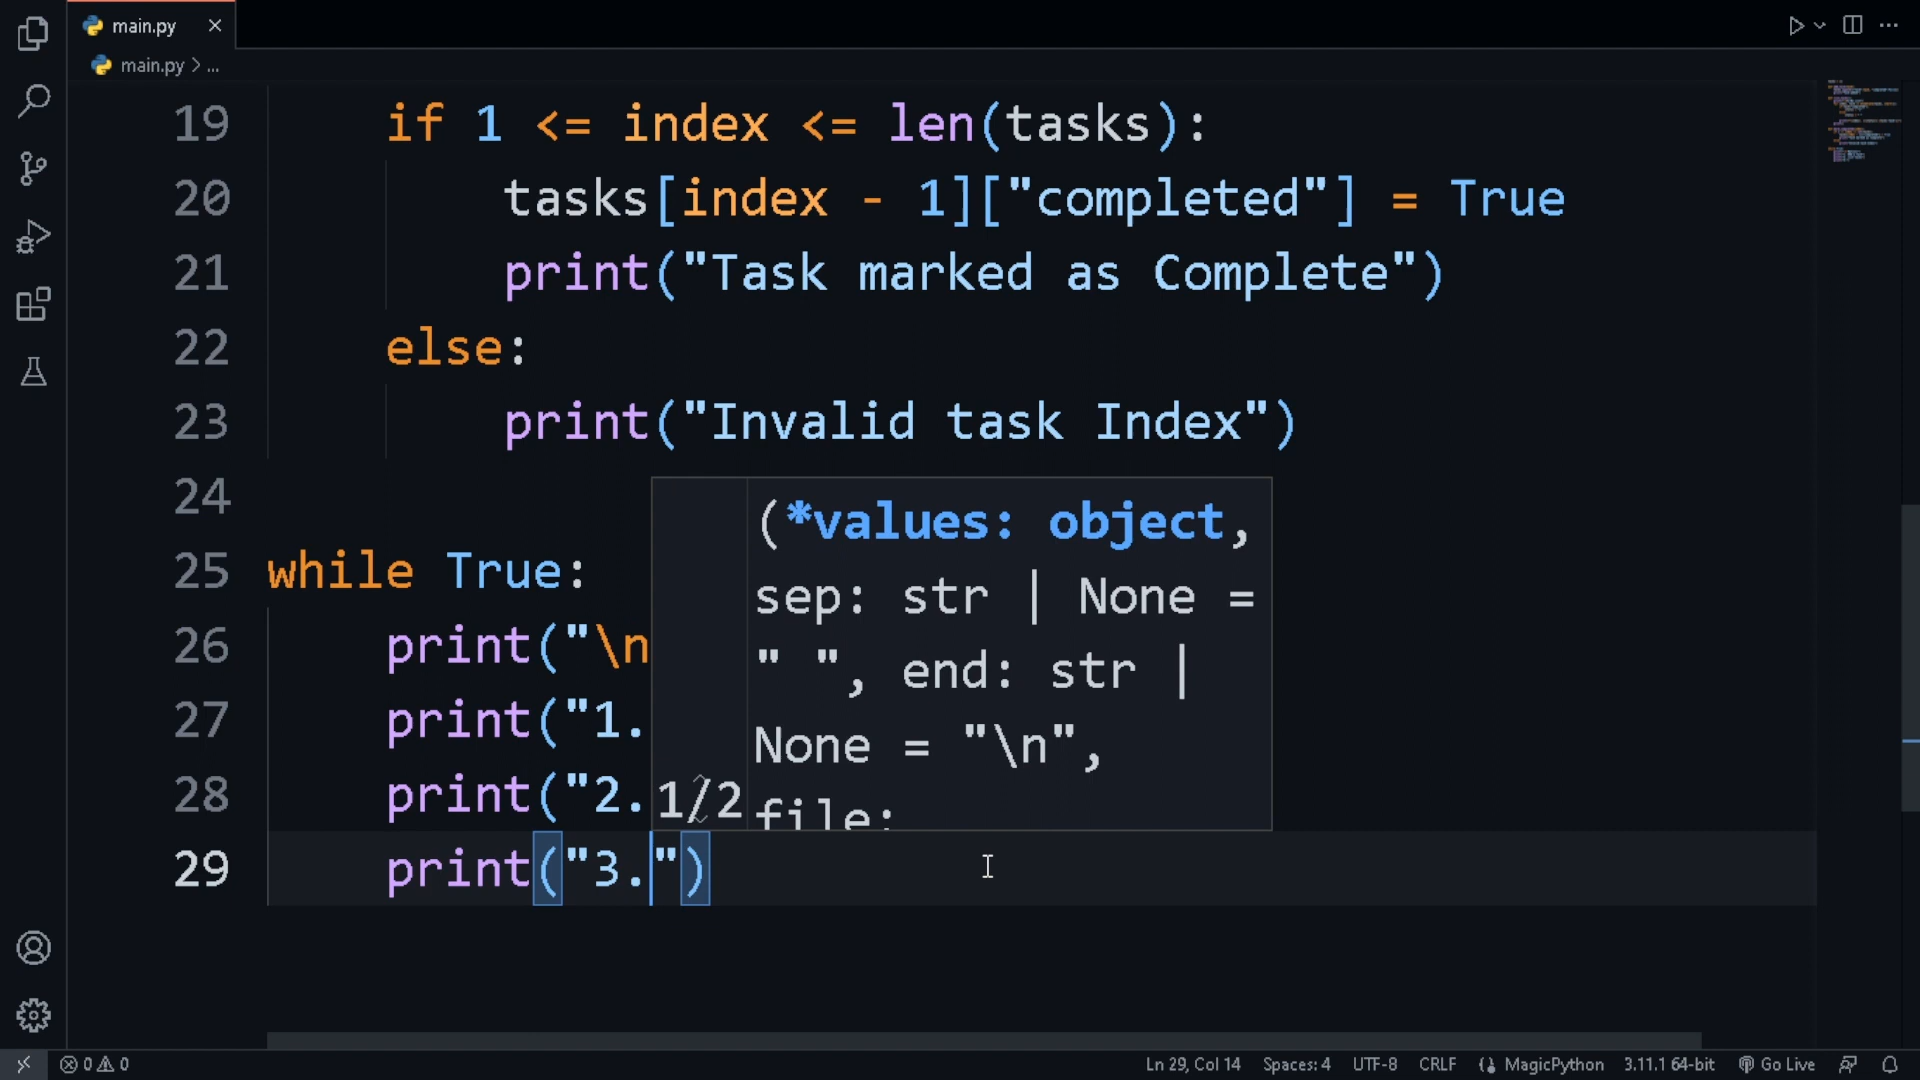 main.py
main.py > ...
19 if 1 <= index <= len(tasks):
20 tasks[index - 1]["completed"] = True
21 print("Task marked as Complete")
22 else:
23 print("Invalid task Index")
24
25 while True:
26 print("\n
27 print("1.
28 print("2.
29 print("3.")
(*values: object,
sep: str | None =
" ", end: str |
None = "\n",
file:
1/2
0 0
Ln 29, Col 14 Spaces: 4 UTF-8 CRLF MagicPython 3.11.1 64-bit Go Live